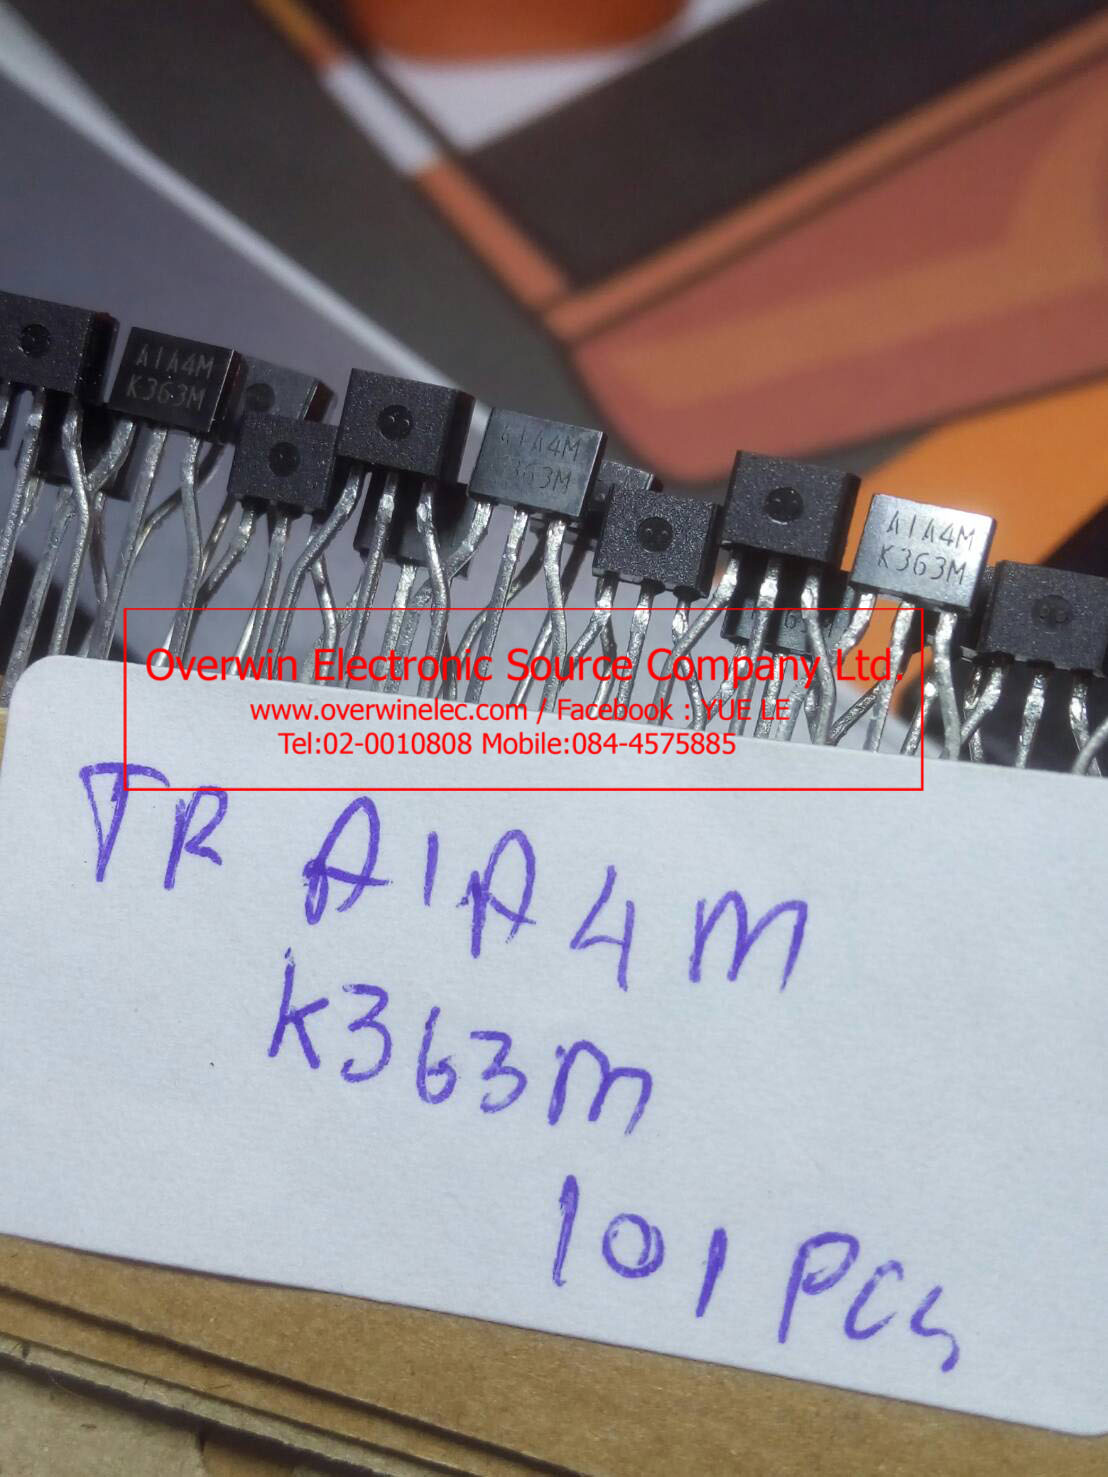 A1A4M
K363M
A1A4M
K363M
A1A4M
K363M
Overwin Electronic Source Company Ltd.
www.overwinelec.com / Facebook : YUE LE
Tel:02-0010808 Mobile:084-4575885
TR A1A4M
K363M
101 PCS